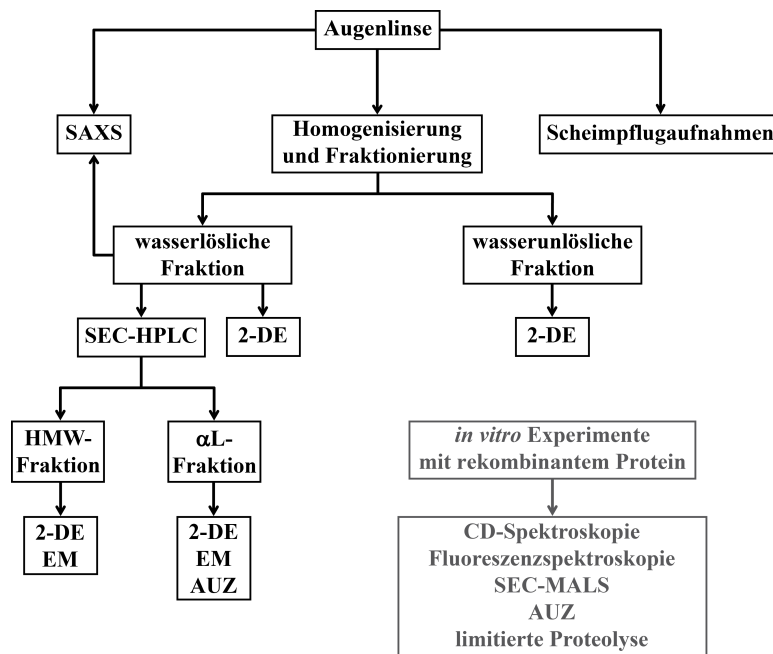 Augenlinse
SAXS
Homogenisierung
und Fraktionierung
Scheimpflugaufnahmen
wasserlösliche
Fraktion
wasserunlösliche
Fraktion
SEC-HPLC
2-DE
2-DE
HMW-
Fraktion
αL-
Fraktion
in vitro Experimente
mit rekombinantem Protein
2-DE
EM
2-DE
EM
AUZ
CD-Spektroskopie
Fluoreszenzspektroskopie
SEC-MALS
AUZ
limitierte Proteolyse